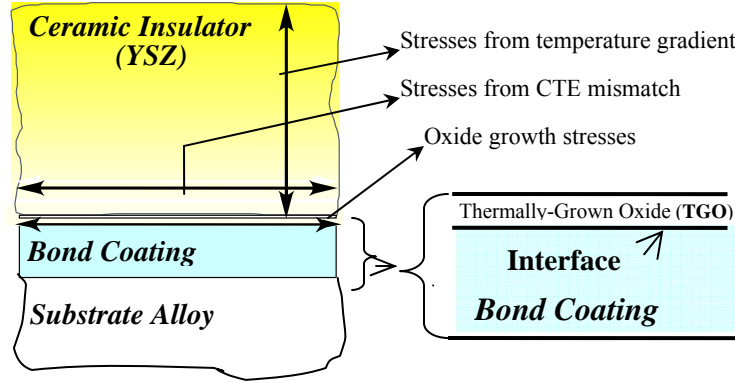 Ceramic Insulator
(YSZ)
Stresses from temperature gradient
Stresses from CTE mismatch
Oxide growth stresses
Bond Coating
Substrate Alloy
Thermally-Grown Oxide (TGO)
Interface
Bond Coating